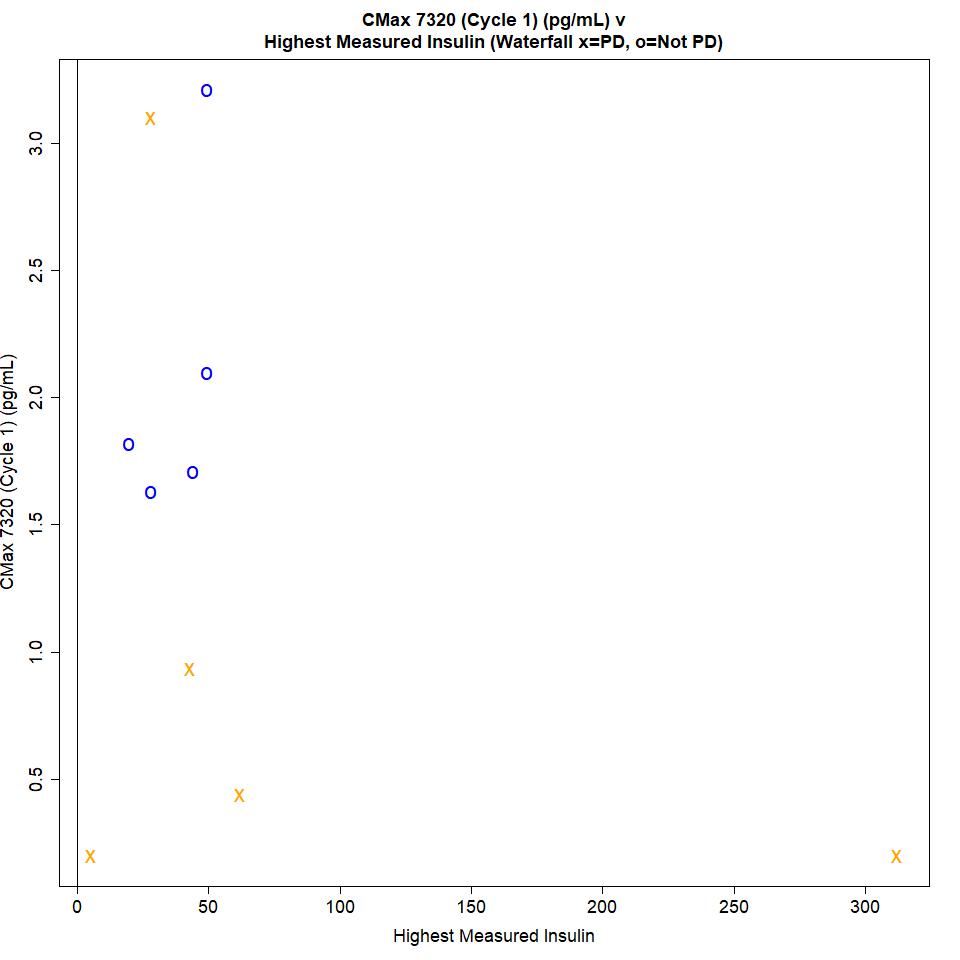 CMax 7320 (Cycle 1) (pg/mL) v
Highest Measured Insulin (Waterfall x=PD, o=Not PD)
CMax 7320 (Cycle 1) (pg/mL)
3.0
2.5
2.0
1.5
1.0
0.5
O
X
O
O
O
O
X
X
X
X
0 50 100 150 200 250 300
Highest Measured Insulin